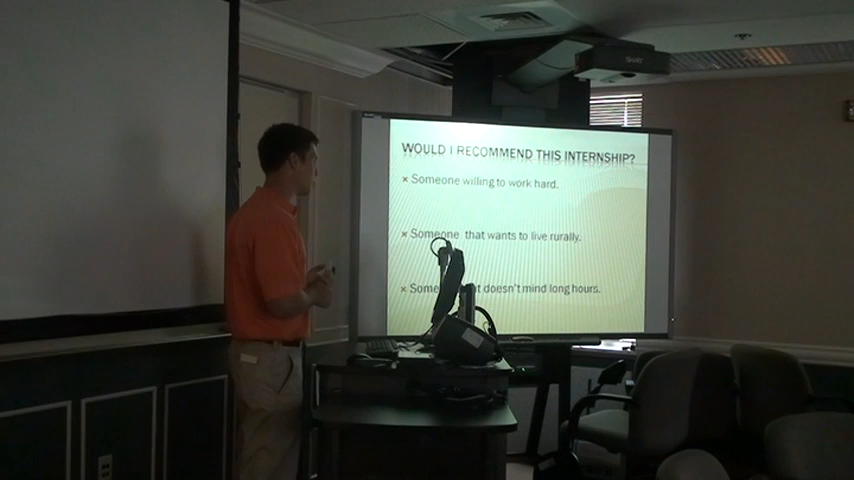 SMART
WOULD I RECOMMEND THIS INTERNSHIP?
× Someone willing to work hard.
× Someone that wants to live rurally.
× Some t doesn't mind long hours.